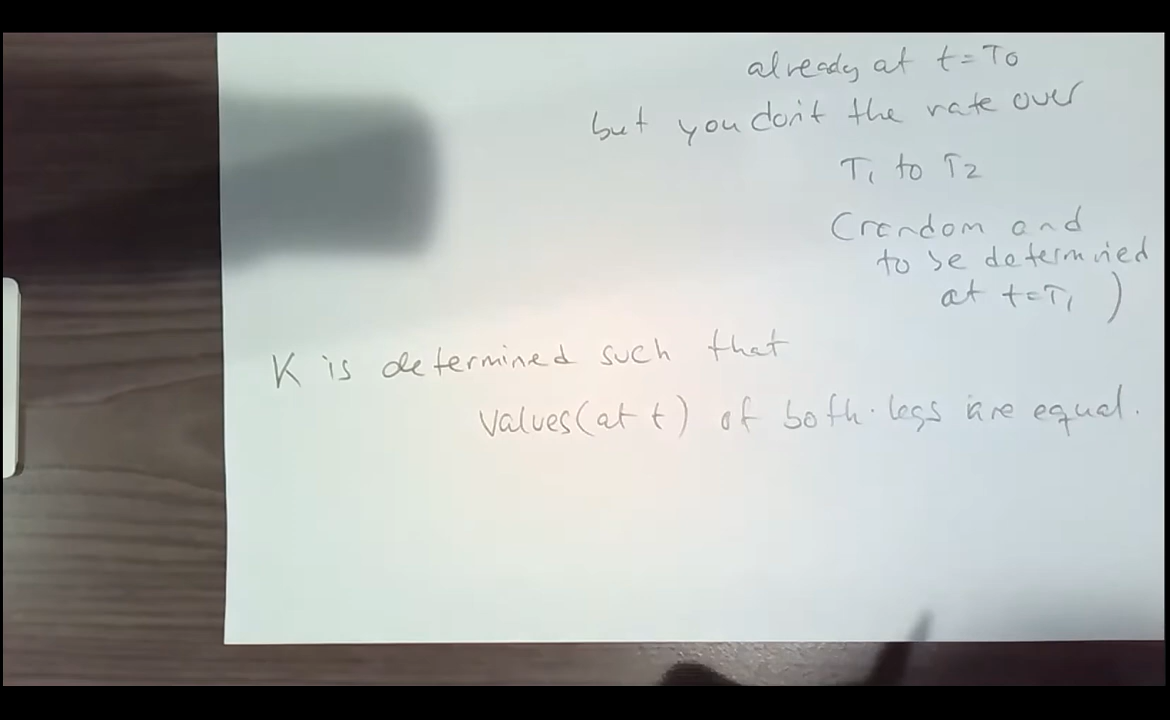 already at t=T0
but you don't the rate over
T1 to T2
(random and
to be determined
at t=T1)
K is determined such that
values (at t) of both legs are equal.